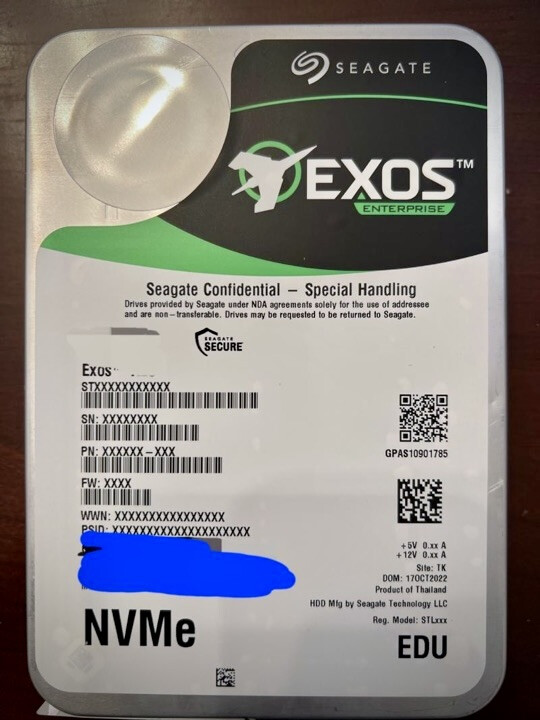 SEAGATE
EXOS™
ENTERPRISE
Seagate Confidential – Special Handling
Drives provided by Seagate under NDA agreements solely for the use of addressee
and are non–transferable. Drives may be requested to be returned to Seagate.
SEAGATE
SECURE
Exos
STXXXXXXXXXXX
SN: XXXXXXXX
PN: XXXXXX–XXX
FW: XXXX
WWN: XXXXXXXXXXXXXXXX
PSID: XXXXXXXXXXXXXXXXXXXX
GPAS10901785
+5V 0.xx A
+12V 0.xx A
Site: TK
DOM: 17OCT2022
Product of Thailand
HDD Mfg by Seagate Technology LLC
Reg. Model: STLxxx
NVMe
EDU